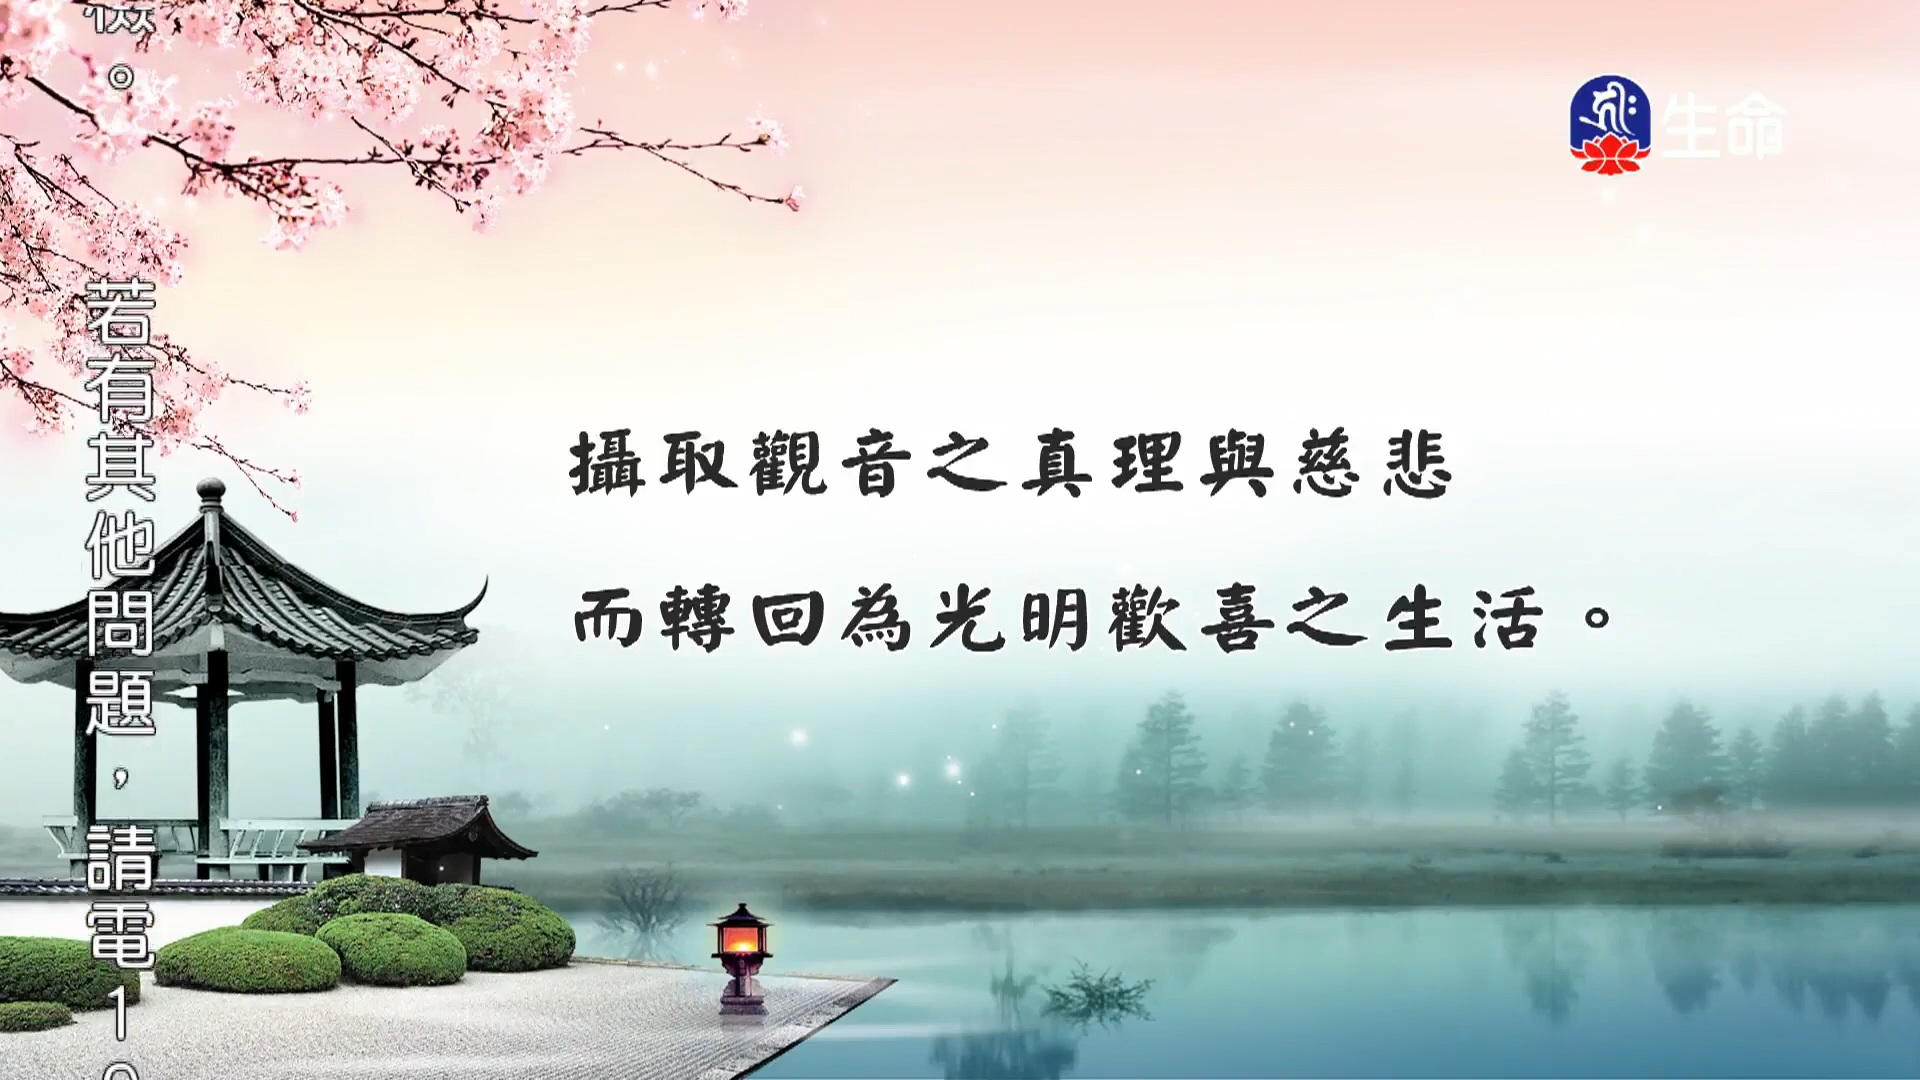 生命
攝取觀音之真理與慈悲
而轉回為光明歡喜之生活。
。若有其他問題，請電1